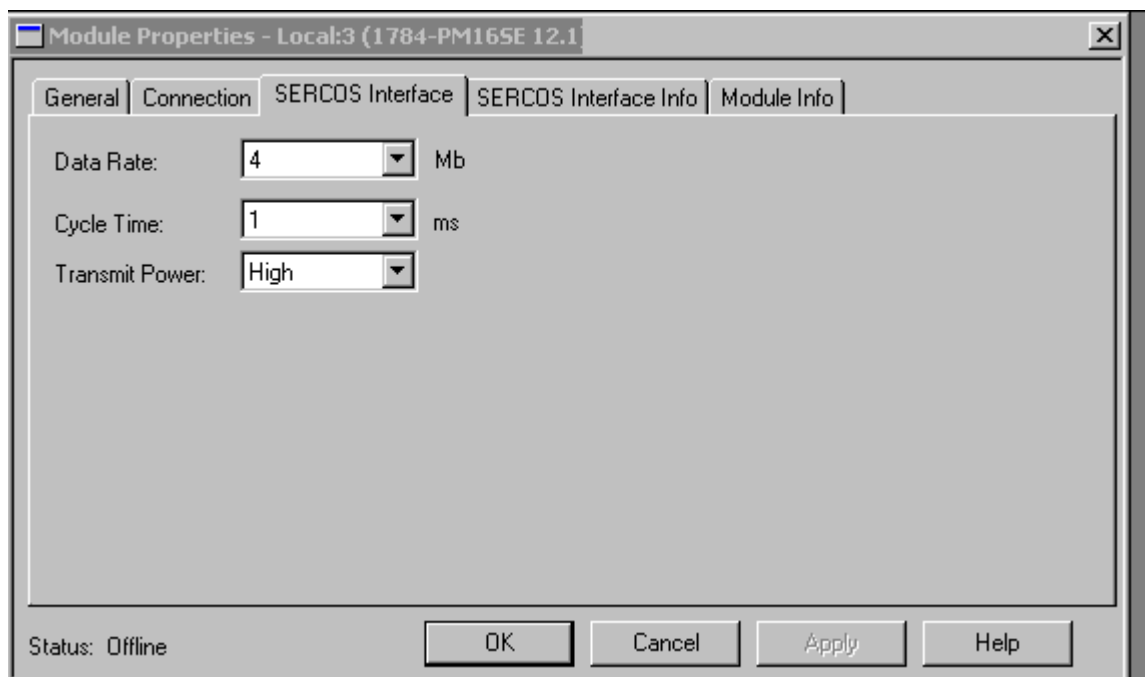 Module Properties - Local:3 (1784-PM16SE 12.1
General Connection SERCOS Interface SERCOS Interface Info Module Info
Data Rate: 4 Mb
Cycle Time: 1 ms
Transmit Power: High
Status: Offline OK Cancel Apply Help